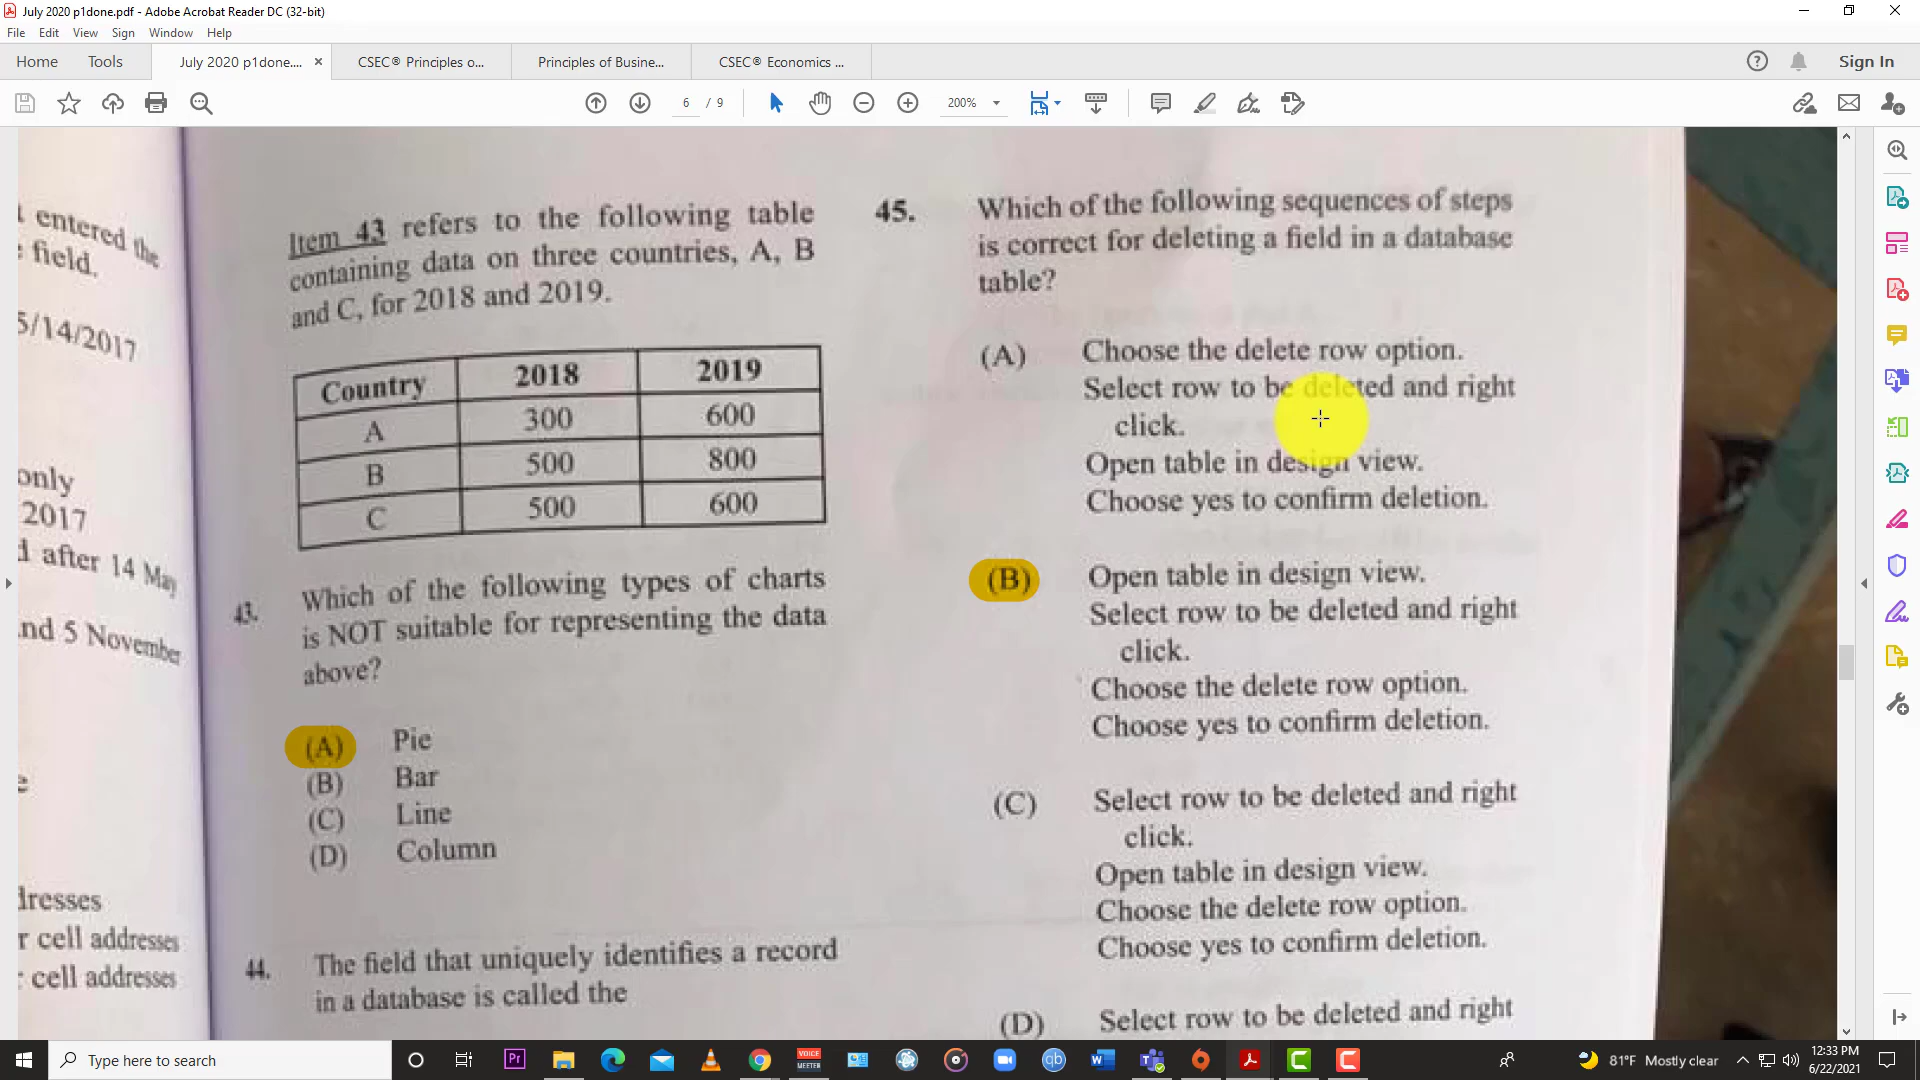 July 2020 p1done.pdf - Adobe Acrobat Reader DC (32-bit)
File Edit View Sign Window Help
Home Tools July 2020 p1done.... × CSEC® Principles o... Principles of Busine... CSEC® Economics ... Sign In
6 / 9 200%
entered the
field.
5/14/2017
only
2017
after 14 May
nd 5 November
r cell addresses
cell addresses
Item 43 refers to the following table
containing data on three countries, A, B
and C, for 2018 and 2019.
Country 2018 2019
A 300 600
B 500 800
C 500 600
43. Which of the following types of charts
is NOT suitable for representing the data
above?
(A) Pie
(B) Bar
(C) Line
(D) Column
44. The field that uniquely identifies a record
in a database is called the
45. Which of the following sequences of steps
is correct for deleting a field in a database
table?
(A) Choose the delete row option.
Select row to be deleted and right
click.
Open table in design view.
Choose yes to confirm deletion.
(B) Open table in design view.
Select row to be deleted and right
click.
Choose the delete row option.
Choose yes to confirm deletion.
(C) Select row to be deleted and right
click.
Open table in design view.
Choose the delete row option.
Choose yes to confirm deletion.
(D) Select row to be deleted and right
Type here to search
Pr
VOICE
MEETER
qb
81°F Mostly clear
12:33 PM
6/22/2021